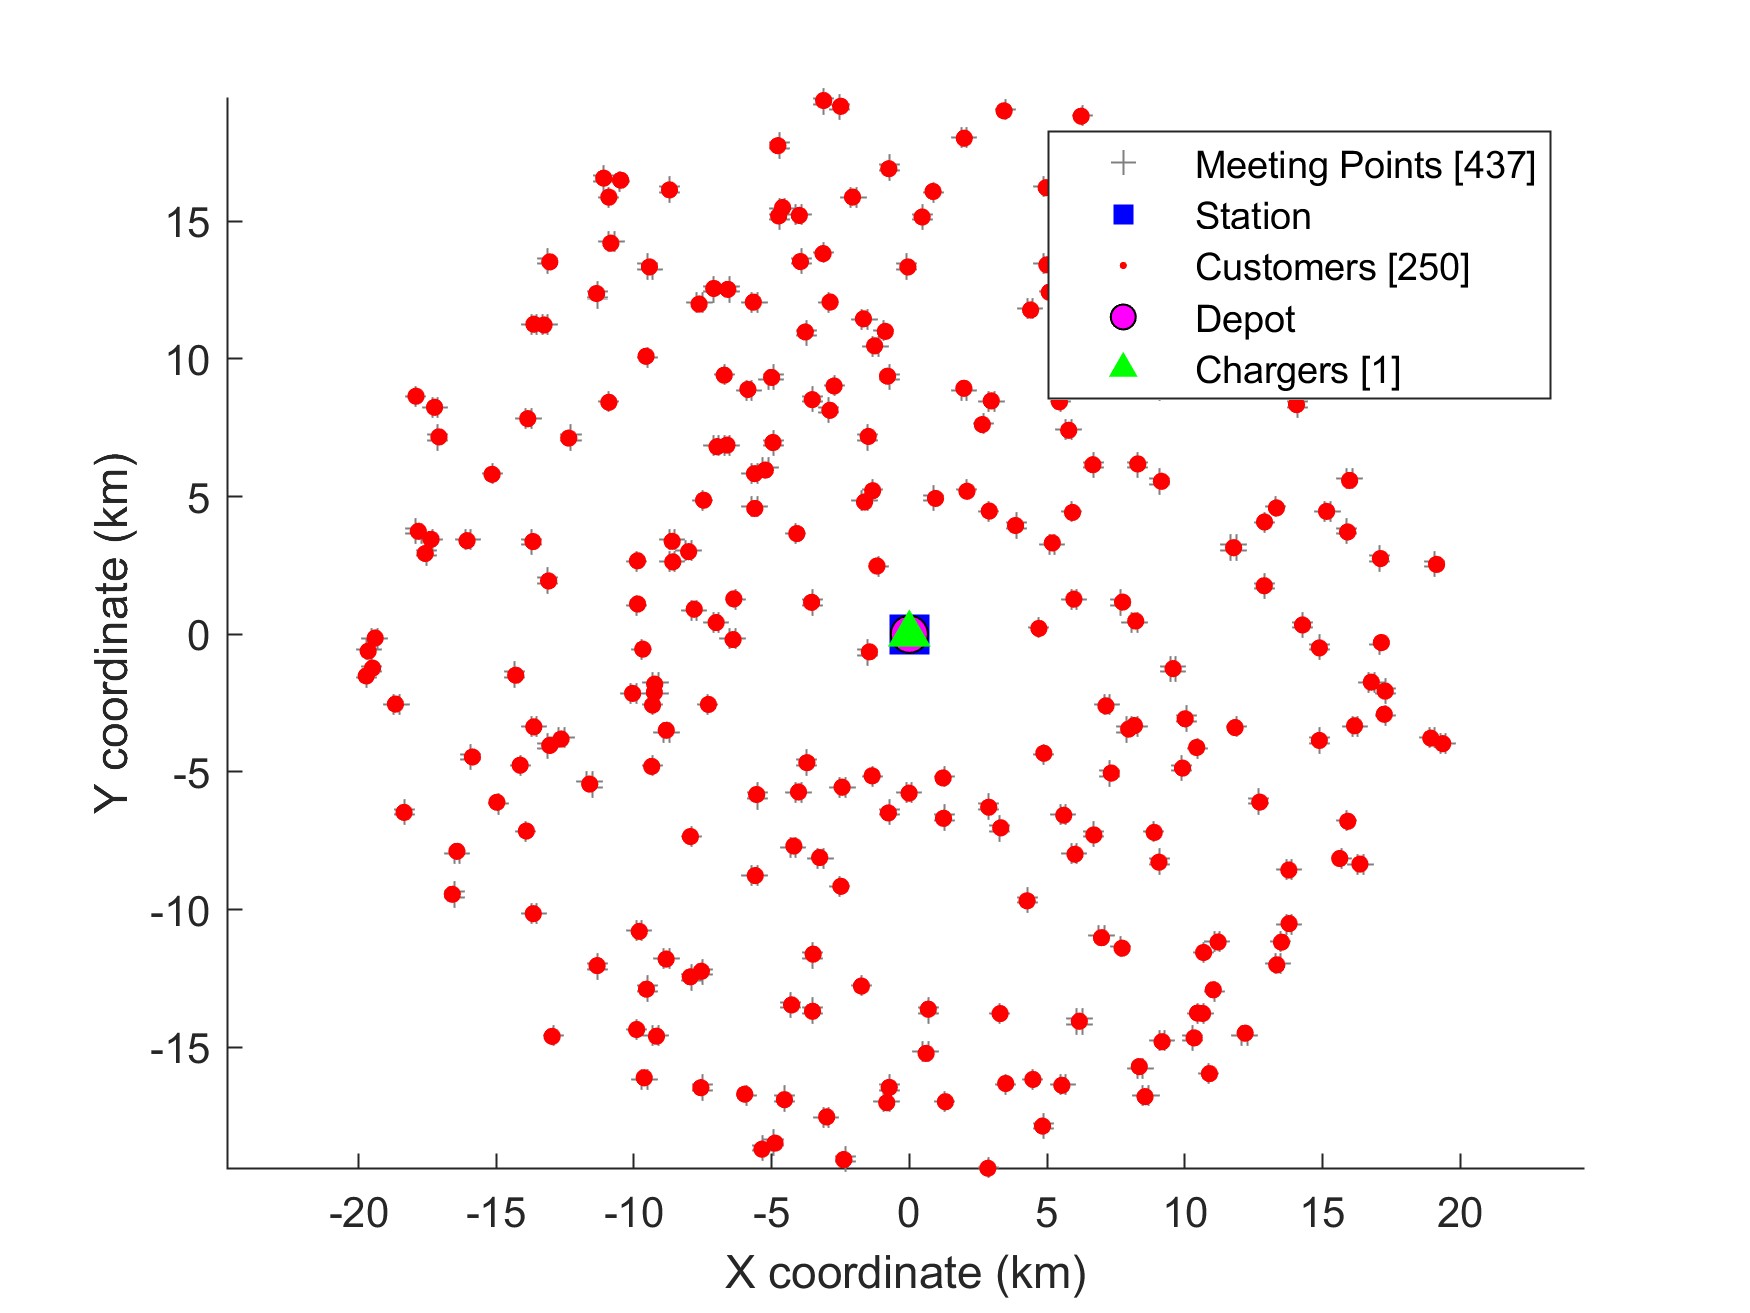 Meeting Points [437]
Station
Customers [250]
Depot
Chargers [1]
15
10
5
0
-5
-10
-15
Y coordinate (km)
-20 -15 -10 -5 0 5 10 15 20
X coordinate (km)